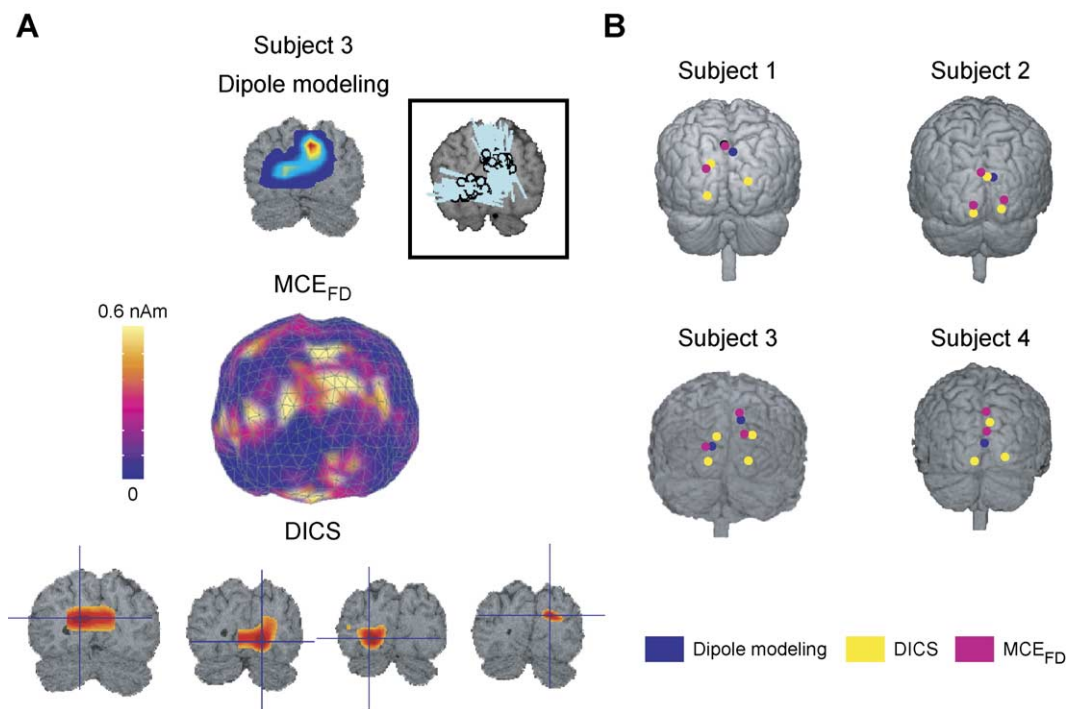 A
Subject 3
Dipole modeling
MCE_FD
0.6 nAm
0
DICS
B
Subject 1
Subject 2
Subject 3
Subject 4
Dipole modeling
DICS
MCE_FD